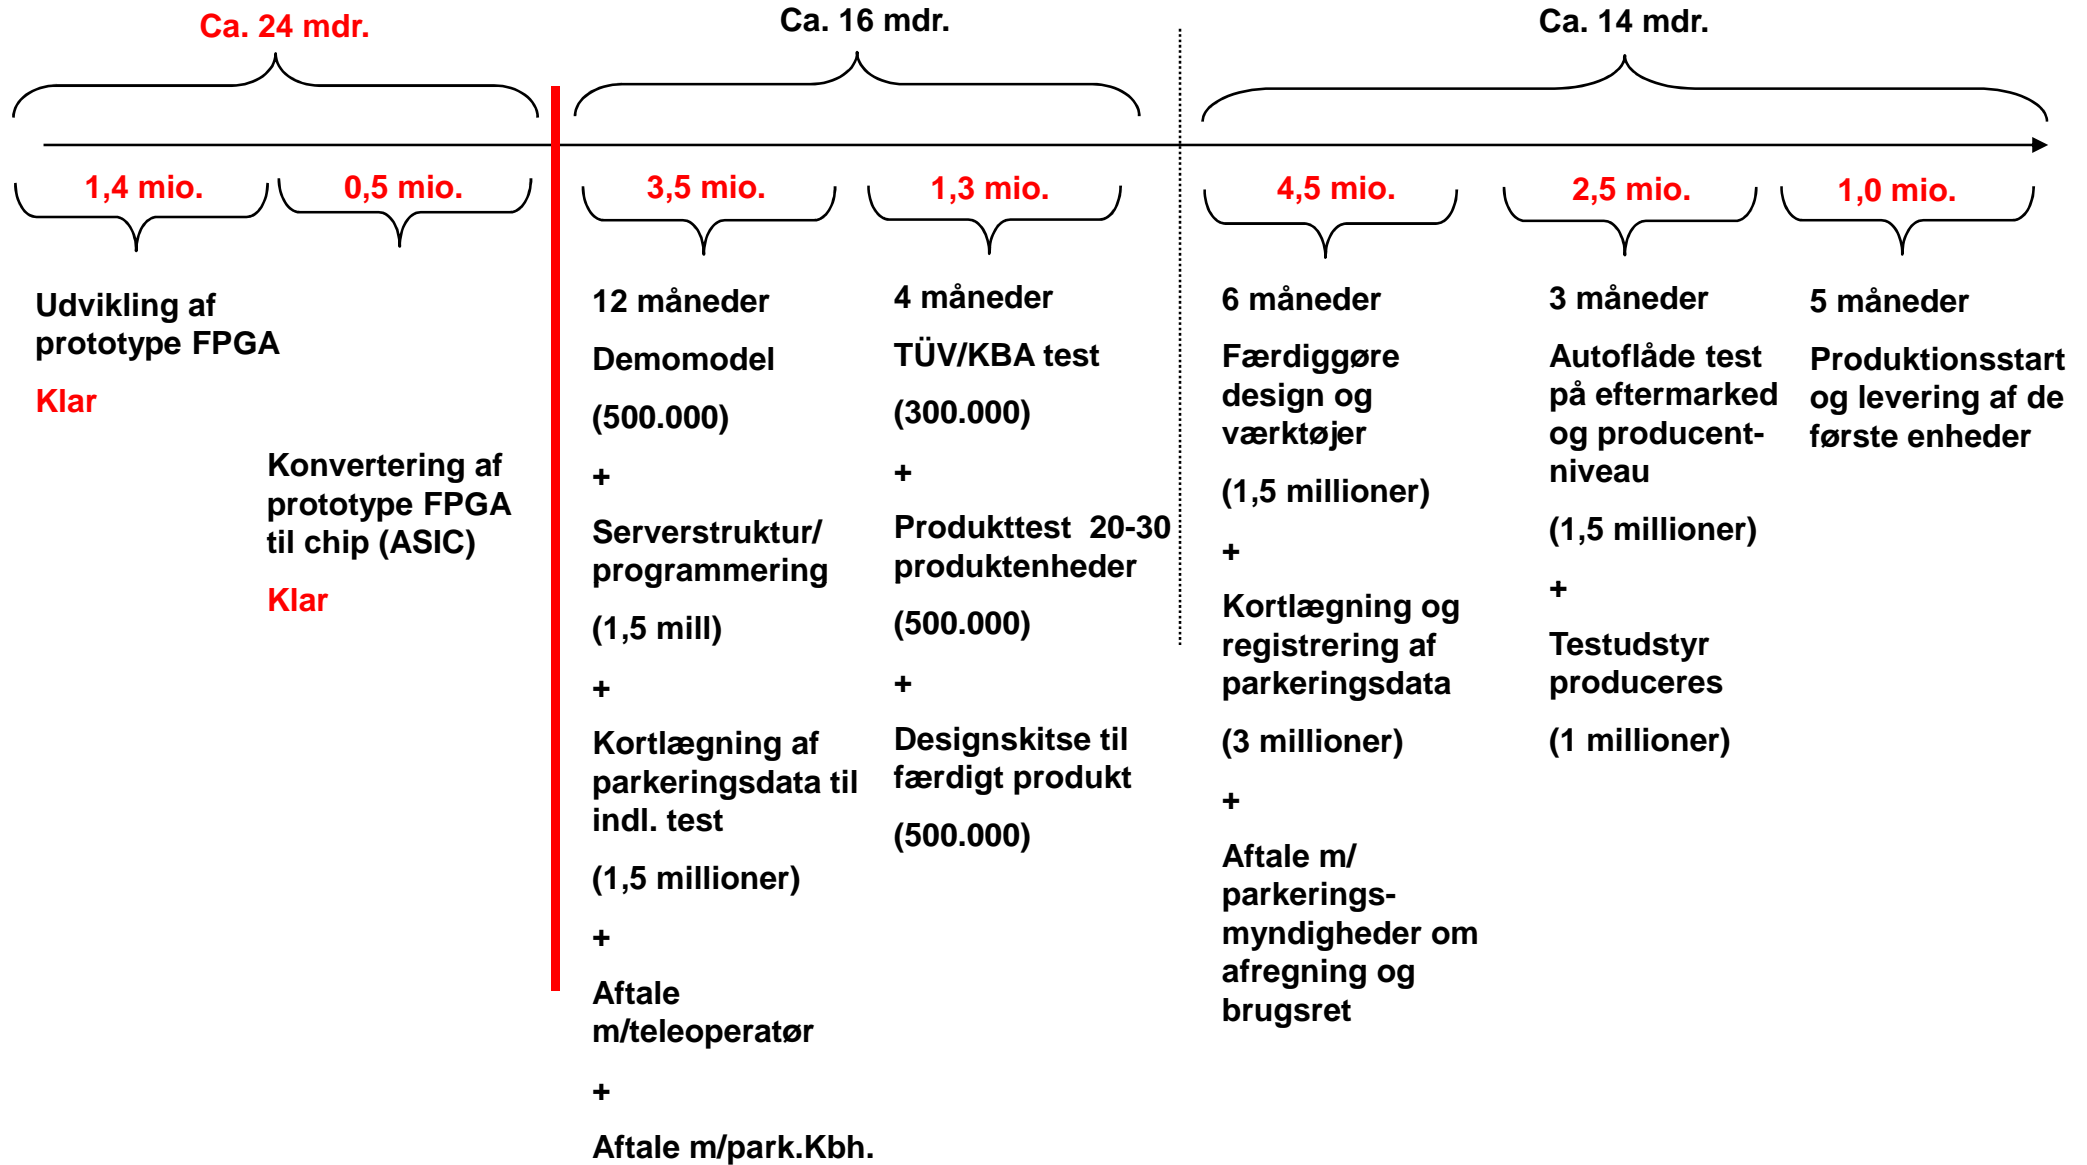 Ca. 24 mdr.
Ca. 16 mdr.
Ca. 14 mdr.
1,4 mio.
0,5 mio.
3,5 mio.
1,3 mio.
4,5 mio.
2,5 mio.
1,0 mio.
Udvikling af
prototype FPGA
Klar
Konvertering af
prototype FPGA
til chip (ASIC)
Klar
12 måneder
Demomodel
(500.000)
+
Serverstruktur/
programmering
(1,5 mill)
+
Kortlægning af
parkeringsdata til
indl. test
(1,5 millioner)
+
Aftale
m/teleoperatør
+
Aftale m/park.Kbh.
4 måneder
TÜV/KBA test
(300.000)
+
Produkttest  20-30
produktenheder
(500.000)
+
Designskitse til
færdigt produkt
(500.000)
6 måneder
Færdiggøre
design og
værktøjer
(1,5 millioner)
+
Kortlægning og
registrering af
parkeringsdata
(3 millioner)
+
Aftale m/
parkerings-
myndigheder om
afregning og
brugsret
3 måneder
Autoflåde test
på eftermarked
og producent-
niveau
(1,5 millioner)
+
Testudstyr
produceres
(1 millioner)
5 måneder
Produktionsstart
og levering af de
første enheder